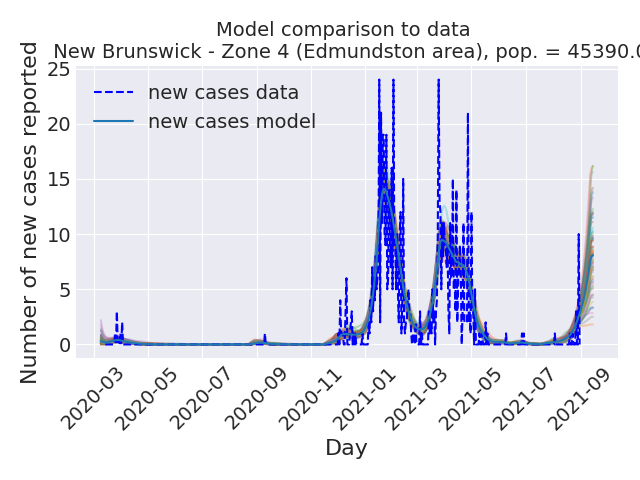 Model comparison to data
New Brunswick - Zone 4 (Edmundston area), pop. = 45390.0
Number of new cases reported
25
20
15
10
5
0
new cases data
new cases model
2020-03
2020-05
2020-07
2020-09
2020-11
2021-01
2021-03
2021-05
2021-07
2021-09
Day